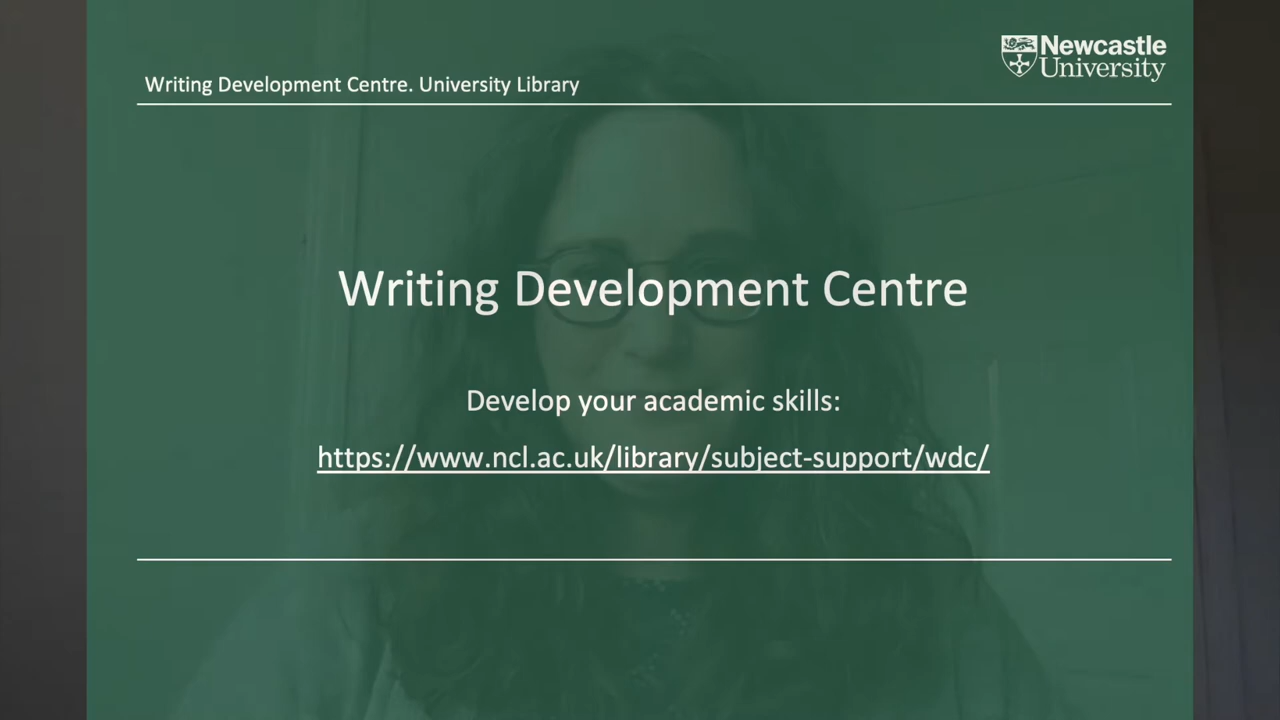 Newcastle
University
Writing Development Centre. University Library
Writing Development Centre
Develop your academic skills:
https://www.ncl.ac.uk/library/subject-support/wdc/